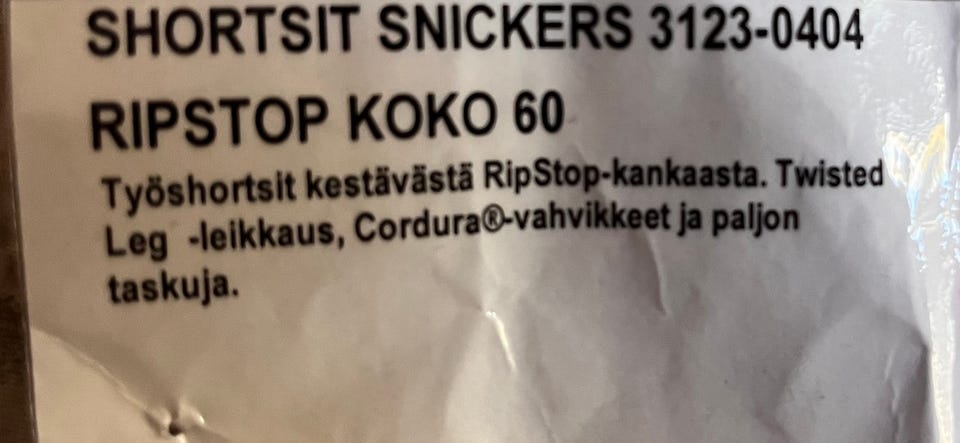 SHORTSIT SNICKERS 3123-0404
RIPSTOP KOKO 60
Työshortsit kestävästä RipStop-kankaasta. Twisted
Leg -leikkaus, Cordura®-vahvikkeet ja paljon
taskuja.